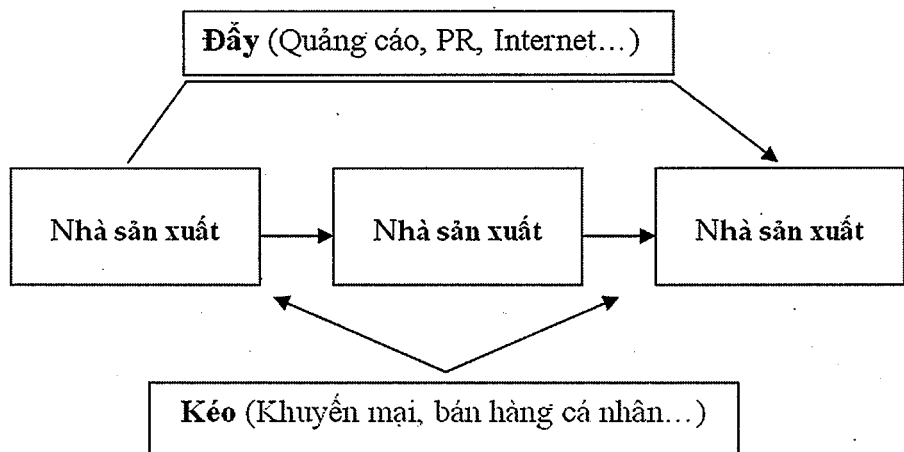 Đẩy (Quảng cáo, PR, Internet…)
Nhà sản xuất
Nhà sản xuất
Nhà sản xuất
Kéo (Khuyến mại, bán hàng cá nhân…)